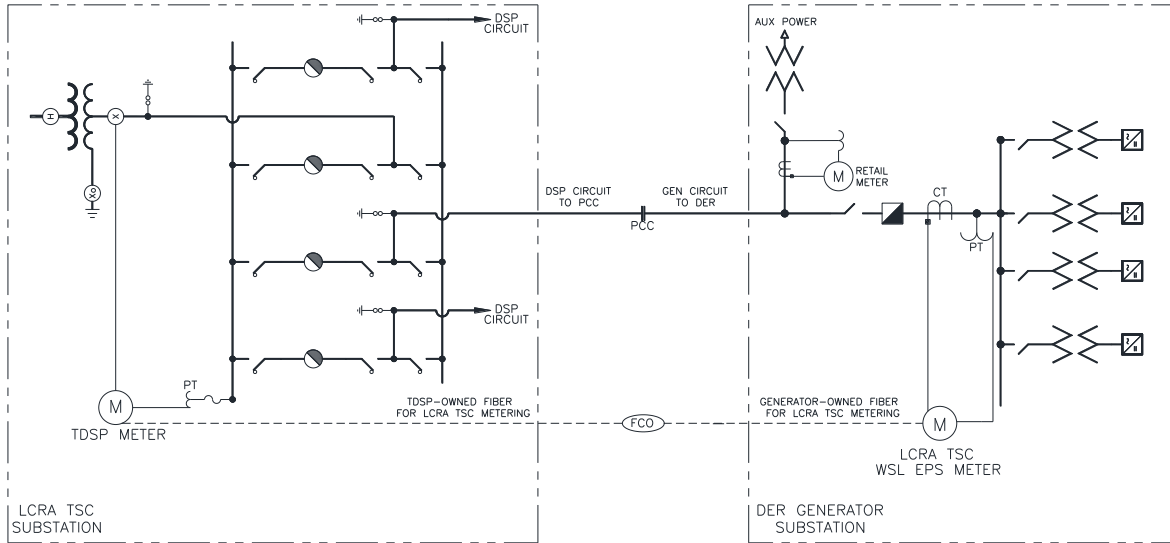 DSP
CIRCUIT
AUX POWER
H
X
XO
M
RETAIL
METER
DSP CIRCUIT
TO PCC
GEN CIRCUIT
TO DER
PCC
CT
PT
DSP
CIRCUIT
PT
M
TDSP METER
TDSP-OWNED FIBER
FOR LCRA TSC METERING
FCO
GENERATOR-OWNED FIBER
FOR LCRA TSC METERING
M
LCRA TSC
WSL EPS METER
LCRA TSC
SUBSTATION
DER GENERATOR
SUBSTATION